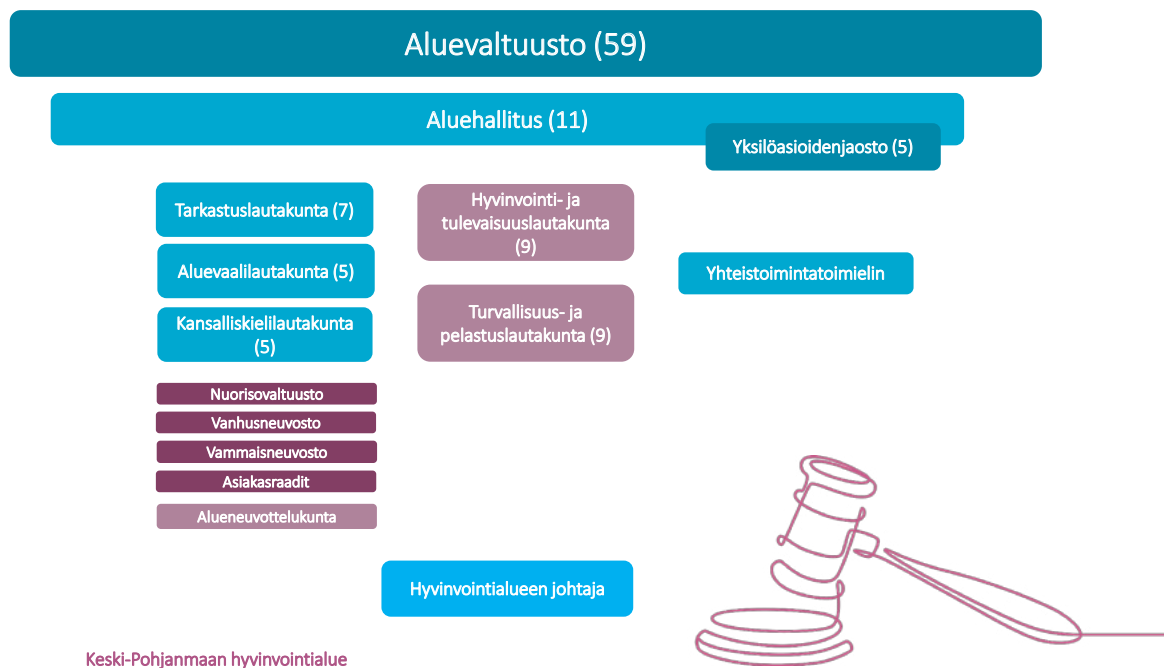 Aluevaltuusto (59)
Aluehallitus (11)
Yksilöasioidenjaosto (5)
Tarkastuslautakunta (7)
Aluevaalilautakunta (5)
Kansalliskielilautakunta
(5)
Nuorisovaltuusto
Vanhusneuvosto
Vammaisneuvosto
Asiakasraadit
Alueneuvottelukunta
Hyvinvointi- ja
tulevaisuuslautakunta
(9)
Turvallisuus- ja
pelastuslautakunta (9)
Yhteistoimintatoimielin
Hyvinvointialueen johtaja
Keski-Pohjanmaan hyvinvointialue